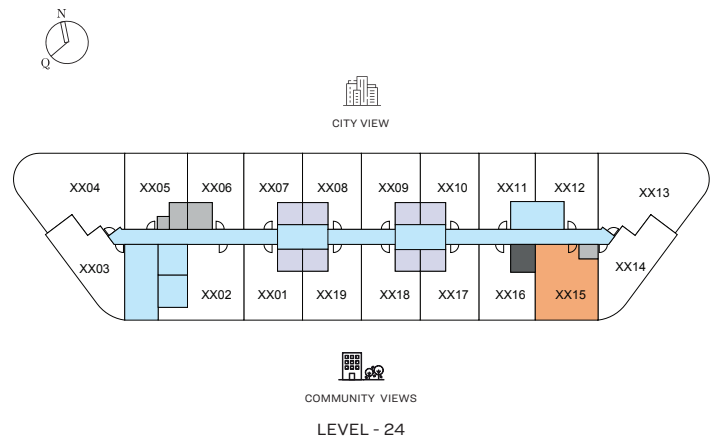 N
Q
CITY VIEW
XX04
XX05
XX06
XX07
XX08
XX09
XX10
XX11
XX12
XX13
XX03
XX02
XX01
XX19
XX18
XX17
XX16
XX15
XX14
COMMUNITY VIEWS
LEVEL - 24